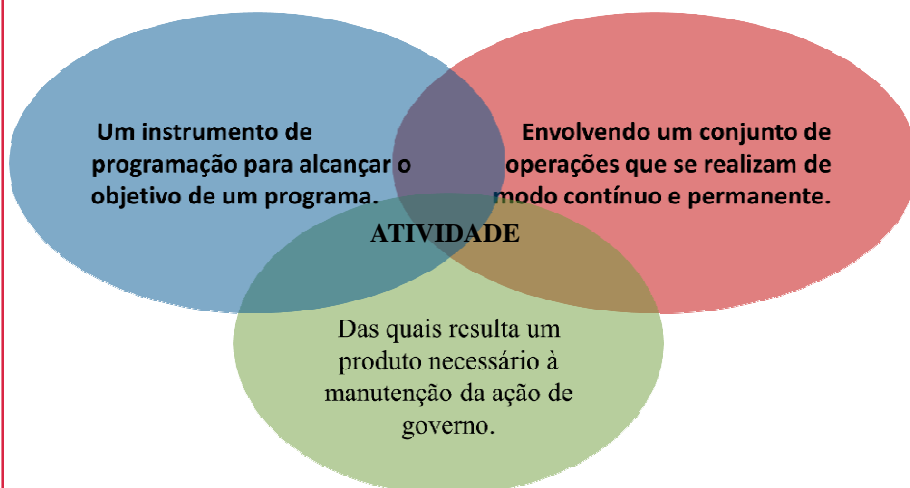 Um instrumento de
programação para alcançar o
objetivo de um programa.
Envolvendo um conjunto de
operações que se realizam de
modo contínuo e permanente.
ATIVIDADE
Das quais resulta um
produto necessário à
manutenção da ação de
governo.